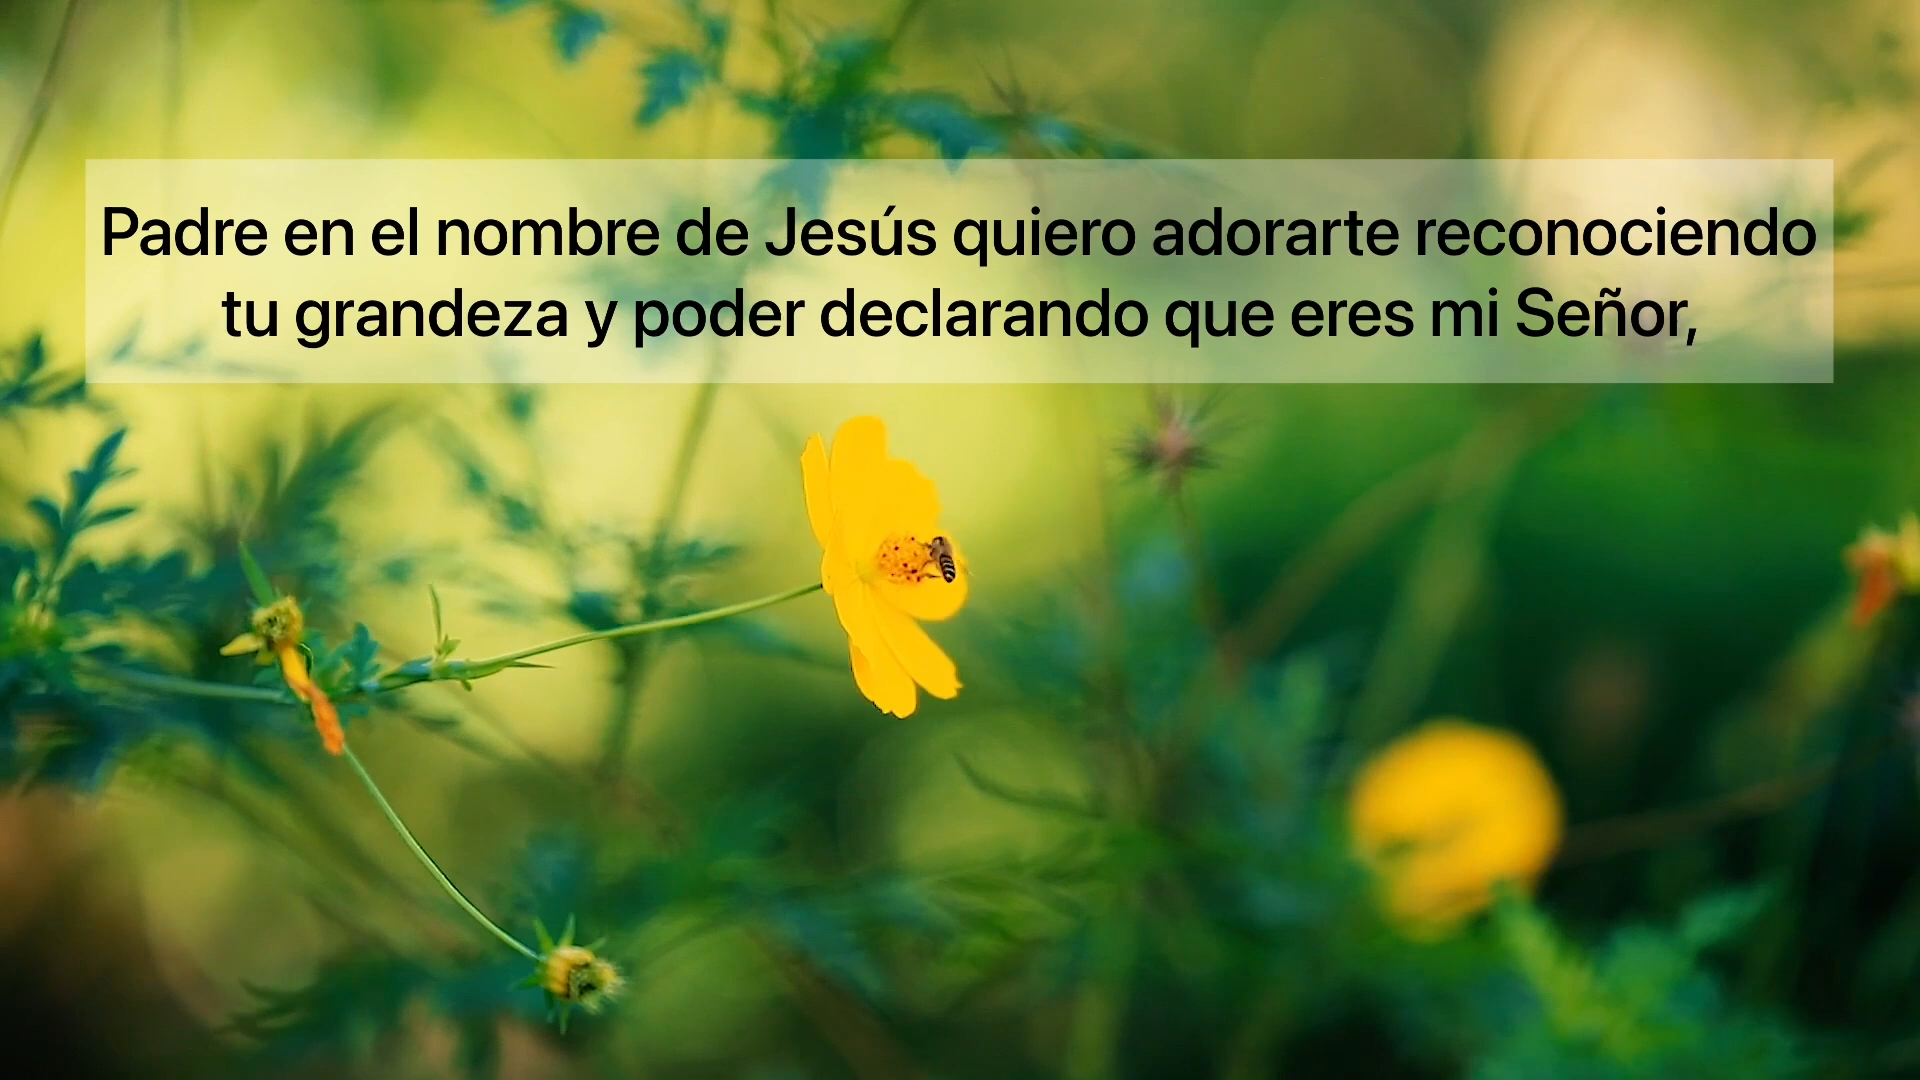 Padre en el nombre de Jesús quiero adorarte reconociendo
tu grandeza y poder declarando que eres mi Señor,